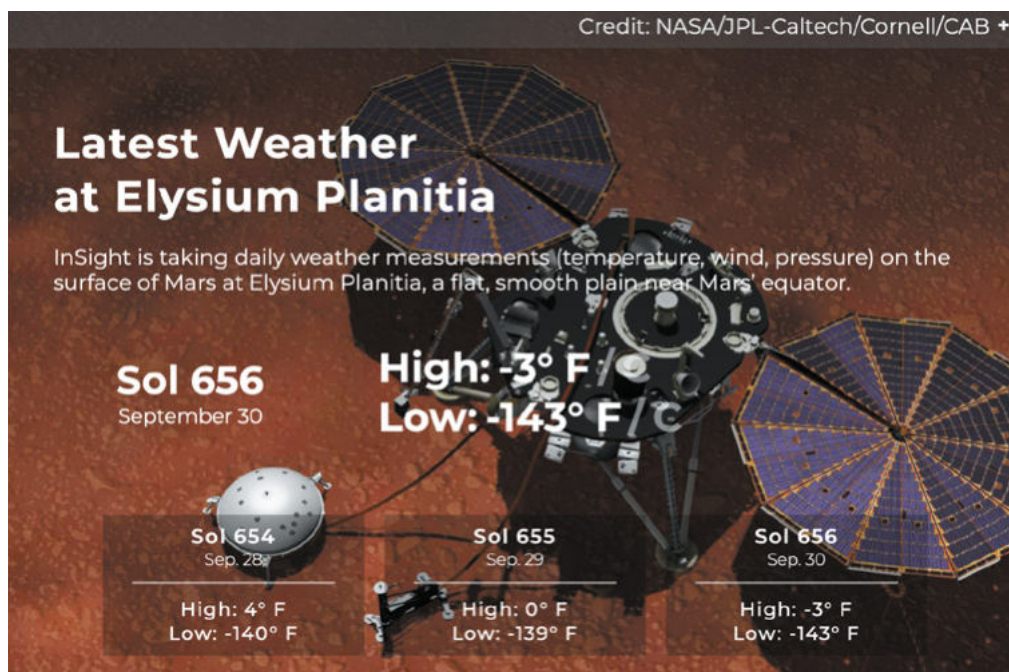 Credit: NASA/JPL-Caltech/Cornell/CAB +
Latest Weather
at Elysium Planitia
InSight is taking daily weather measurements (temperature, wind, pressure) on the
surface of Mars at Elysium Planitia, a flat, smooth plain near Mars' equator.
Sol 656
September 30
High: -3° F
Low: -143° F / C
Sol 654
Sep. 28
High: 4° F
Low: -140° F
Sol 655
Sep. 29
High: 0° F
Low: -139° F
Sol 656
Sep. 30
High: -3° F
Low: -143° F